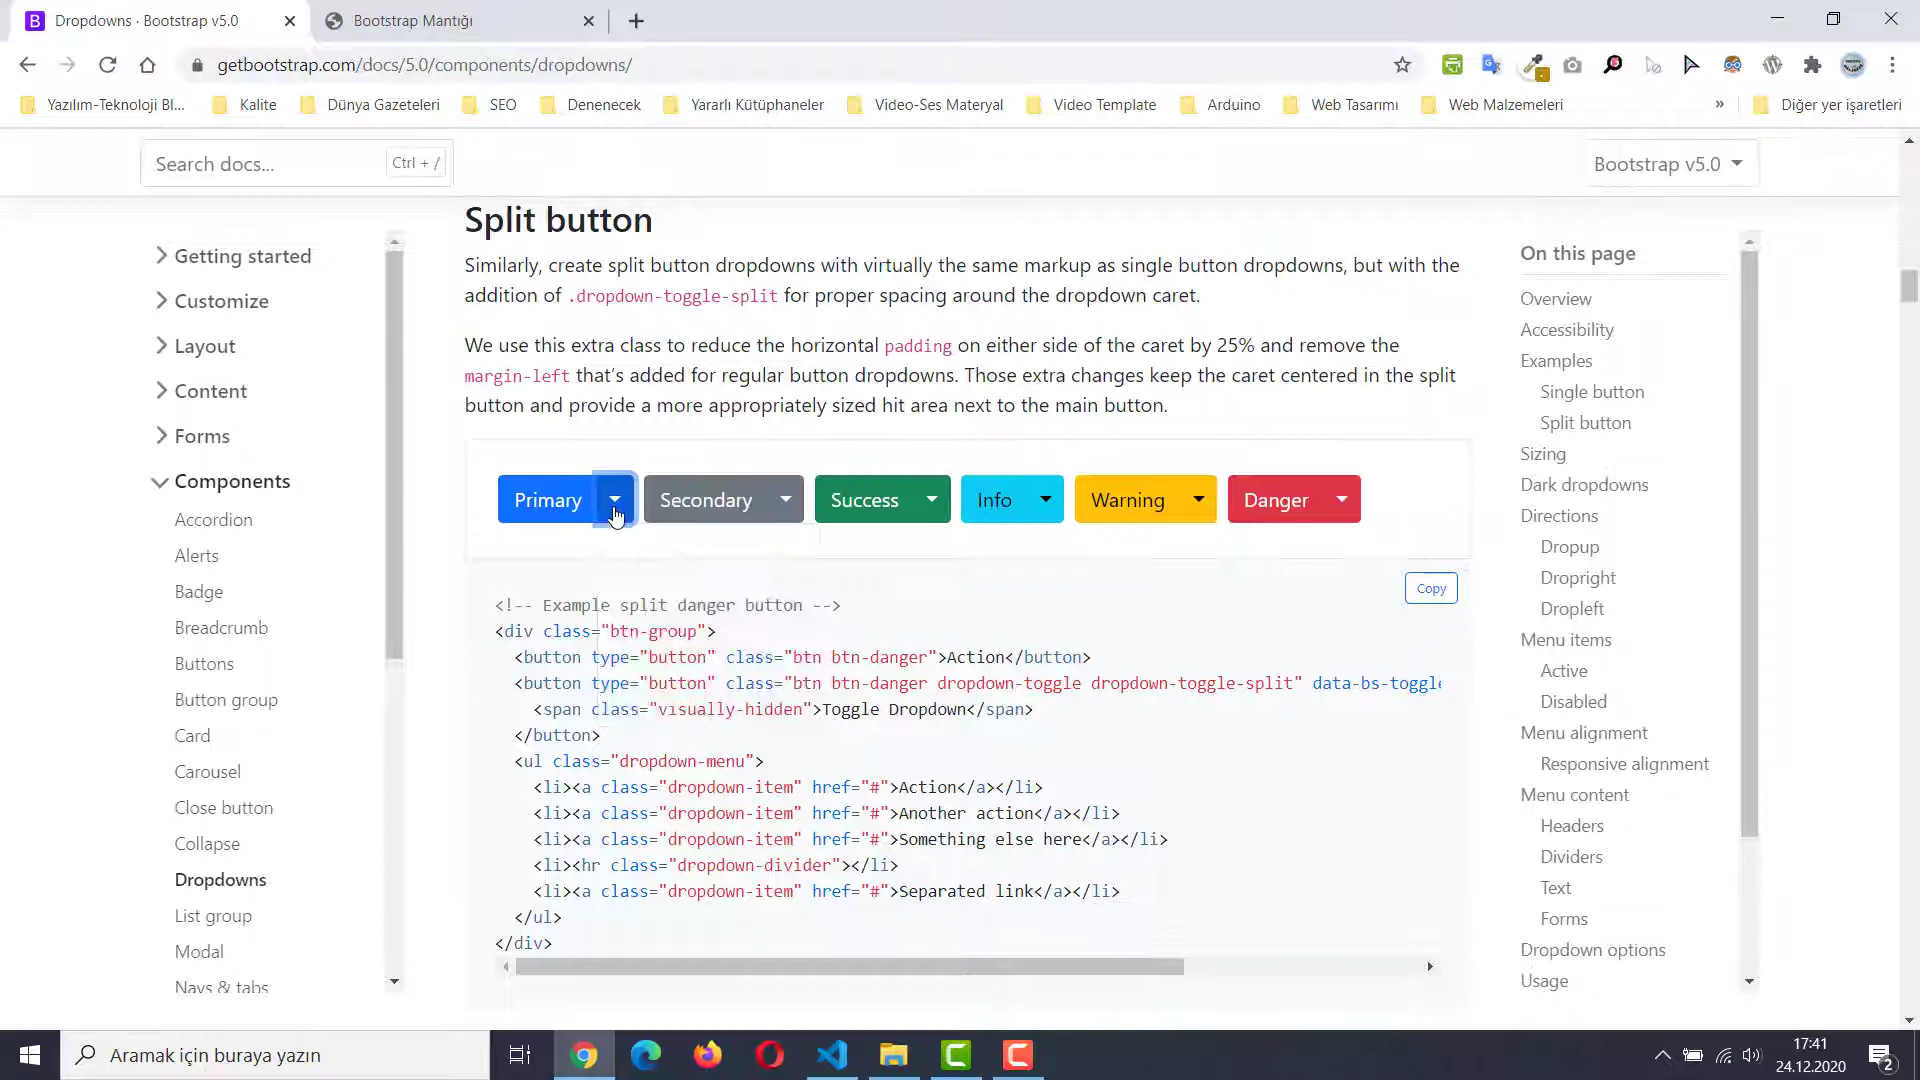 Dropdowns · Bootstrap v5.0
Bootstrap Mantığı
getbootstrap.com/docs/5.0/components/dropdowns/
Yazılım-Teknoloji Bl...
Kalite
Dünya Gazeteleri
SEO
Denenecek
Yararlı Kütüphaneler
Video-Ses Materyal
Video Template
Arduino
Web Tasarımı
Web Malzemeleri
»
Diğer yer işaretleri
Search docs...
Ctrl + /
Bootstrap v5.0
Getting started
Customize
Layout
Content
Forms
Components
Accordion
Alerts
Badge
Breadcrumb
Buttons
Button group
Card
Carousel
Close button
Collapse
Dropdowns
List group
Modal
Navs & tabs
Split button
Similarly, create split button dropdowns with virtually the same markup as single button dropdowns, but with the
addition of .dropdown-toggle-split for proper spacing around the dropdown caret.
We use this extra class to reduce the horizontal padding on either side of the caret by 25% and remove the
margin-left that's added for regular button dropdowns. Those extra changes keep the caret centered in the split
button and provide a more appropriately sized hit area next to the main button.
Primary
Secondary
Success
Info
Warning
Danger
Copy
<!-- Example split danger button -->
<div class="btn-group">
<button type="button" class="btn btn-danger">Action</button>
<button type="button" class="btn btn-danger dropdown-toggle dropdown-toggle-split" data-bs-toggle
<span class="visually-hidden">Toggle Dropdown</span>
</button>
<ul class="dropdown-menu">
<li><a class="dropdown-item" href="#">Action</a></li>
<li><a class="dropdown-item" href="#">Another action</a></li>
<li><a class="dropdown-item" href="#">Something else here</a></li>
<li><hr class="dropdown-divider"></li>
<li><a class="dropdown-item" href="#">Separated link</a></li>
</ul>
</div>
On this page
Overview
Accessibility
Examples
Single button
Split button
Sizing
Dark dropdowns
Directions
Dropup
Dropright
Dropleft
Menu items
Active
Disabled
Menu alignment
Responsive alignment
Menu content
Headers
Dividers
Text
Forms
Dropdown options
Usage
Aramak için buraya yazın
17:41
24.12.2020
2